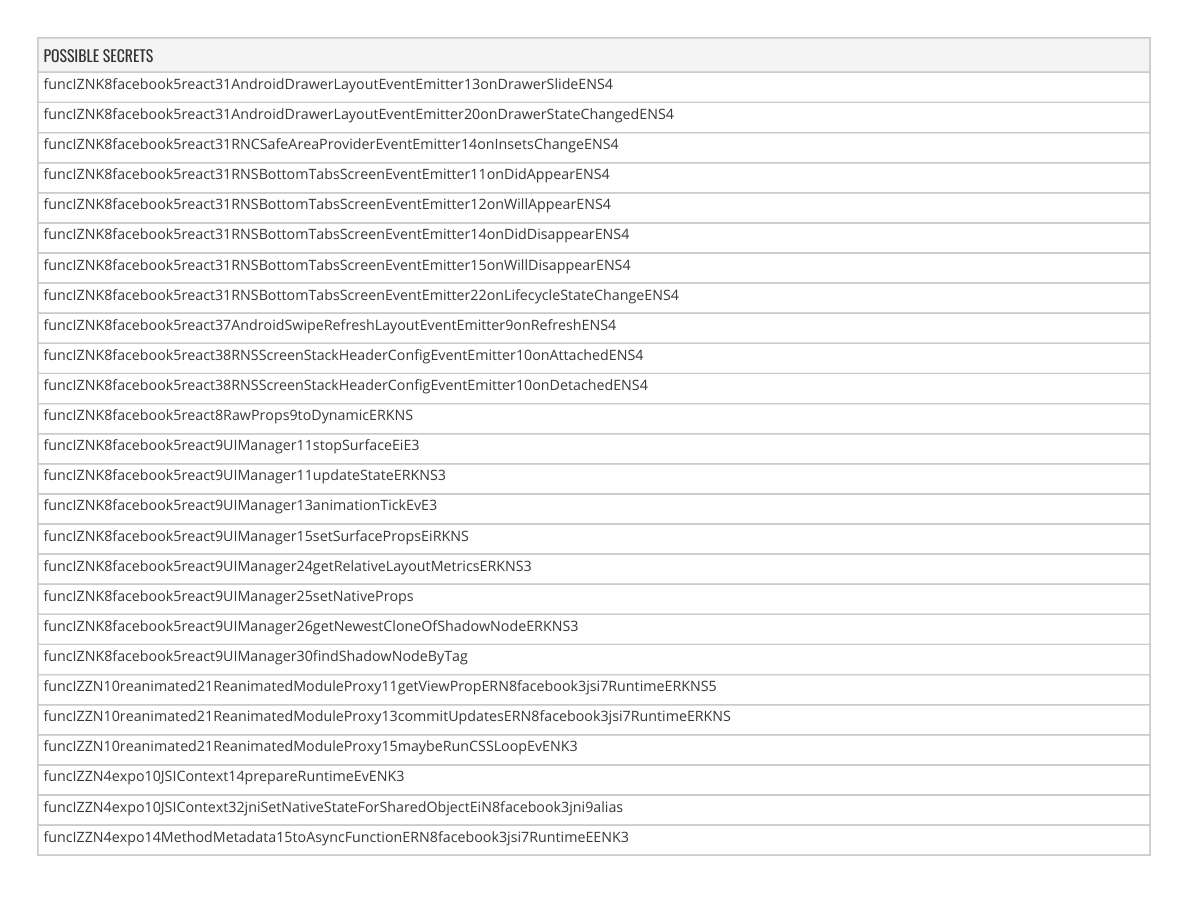 POSSIBLE SECRETS
funcIZNK8facebook5react31AndroidDrawerLayoutEventEmitter13onDrawerSlideENS4
funcIZNK8facebook5react31AndroidDrawerLayoutEventEmitter20onDrawerStateChangedENS4
funcIZNK8facebook5react31RNCSafeAreaProviderEventEmitter14onInsetsChangeENS4
funcIZNK8facebook5react31RNSBottomTabsScreenEventEmitter11onDidAppearENS4
funcIZNK8facebook5react31RNSBottomTabsScreenEventEmitter12onWillAppearENS4
funcIZNK8facebook5react31RNSBottomTabsScreenEventEmitter14onDidDisappearENS4
funcIZNK8facebook5react31RNSBottomTabsScreenEventEmitter15onWillDisappearENS4
funcIZNK8facebook5react31RNSBottomTabsScreenEventEmitter22onLifecycleStateChangeENS4
funcIZNK8facebook5react37AndroidSwipeRefreshLayoutEventEmitter9onRefreshENS4
funcIZNK8facebook5react38RNSScreenStackHeaderConfigEventEmitter10onAttachedENS4
funcIZNK8facebook5react38RNSScreenStackHeaderConfigEventEmitter10onDetachedENS4
funcIZNK8facebook5react8RawProps9toDynamicERKNS
funcIZNK8facebook5react9UIManager11stopSurfaceEiE3
funcIZNK8facebook5react9UIManager11updateStateERKNS3
funcIZNK8facebook5react9UIManager13animationTickEvE3
funcIZNK8facebook5react9UIManager15setSurfacePropsEiRKNS
funcIZNK8facebook5react9UIManager24getRelativeLayoutMetricsERKNS3
funcIZNK8facebook5react9UIManager25setNativeProps
funcIZNK8facebook5react9UIManager26getNewestCloneOfShadowNodeERKNS3
funcIZNK8facebook5react9UIManager30findShadowNodeByTag
funcIZZN10reanimated21ReanimatedModuleProxy11getViewPropERN8facebook3jsi7RuntimeERKNS5
funcIZZN10reanimated21ReanimatedModuleProxy13commitUpdatesERN8facebook3jsi7RuntimeERKNS
funcIZZN10reanimated21ReanimatedModuleProxy15maybeRunCSSLoopEvENK3
funcIZZN4expo10JSIContext14prepareRuntimeEvENK3
funcIZZN4expo10JSIContext32jniSetNativeStateForSharedObjectEiN8facebook3jni9alias
funcIZZN4expo14MethodMetadata15toAsyncFunctionERN8facebook3jsi7RuntimeEENK3